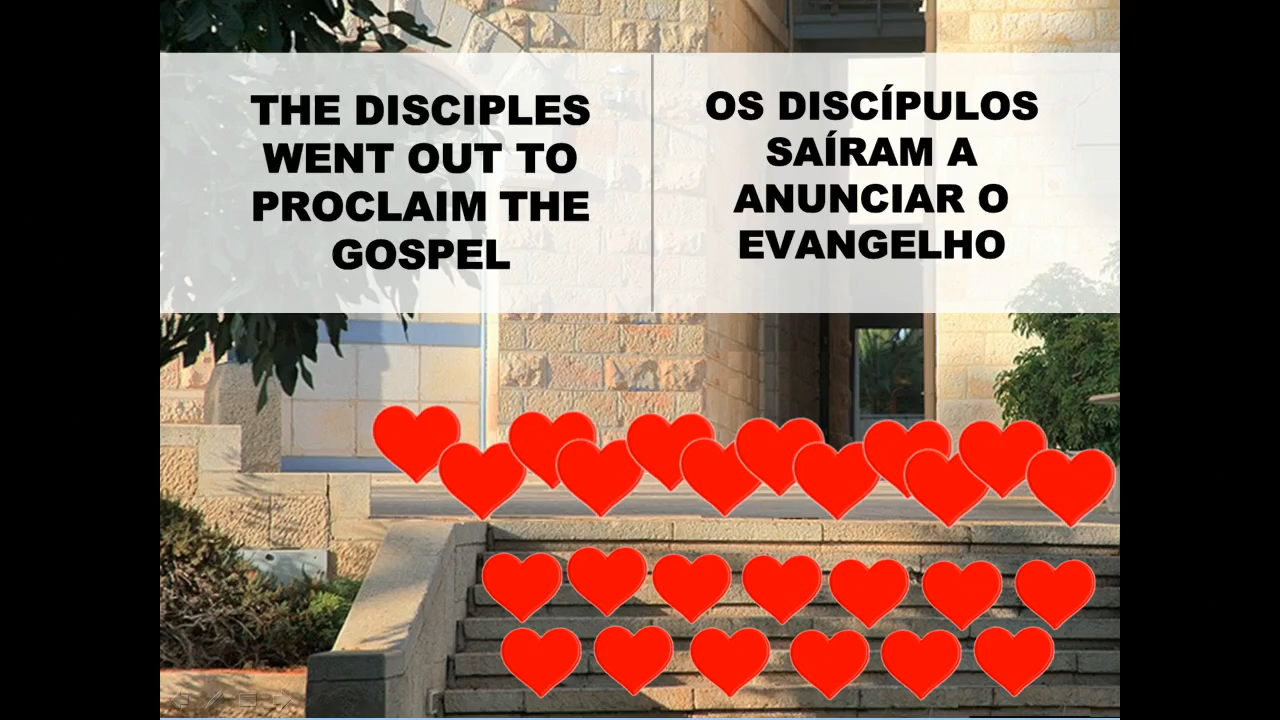 THE DISCIPLES
WENT OUT TO
PROCLAIM THE
GOSPEL
OS DISCÍPULOS
SAÍRAM A
ANUNCIAR O
EVANGELHO